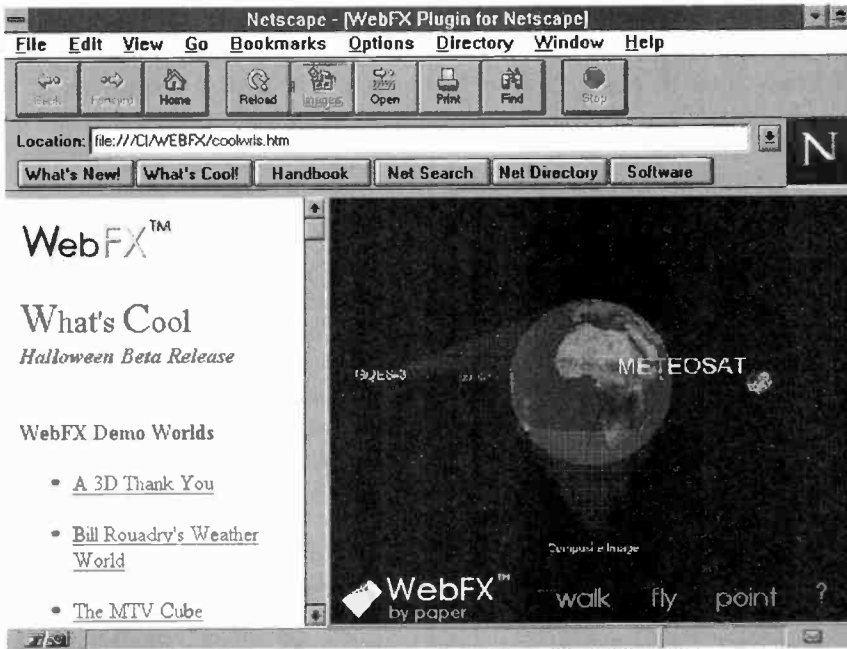 Netscape - [WebFX Plugin for Netscape]
File Edit View Go Bookmarks Options Directory Window Help
Back Forward Home Reload Images Open Print Find Stop
Location: file:///C|/WEBFX/coolwrls.htm
N
What's New! What's Cool! Handbook Net Search Net Directory Software
WebFX™
What's Cool
Halloween Beta Release
WebFX Demo Worlds
• A 3D Thank You
• Bill Rouadry's Weather
World
• The MTV Cube
METEOSAT
Composite Image
WebFX™
by paper
walk fly point ?